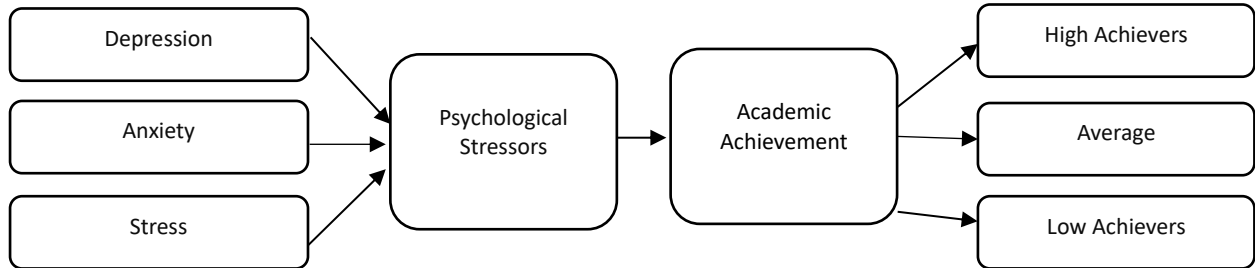 Depression
Anxiety
Stress
Psychological
Stressors
Academic
Achievement
High Achievers
Average
Low Achievers